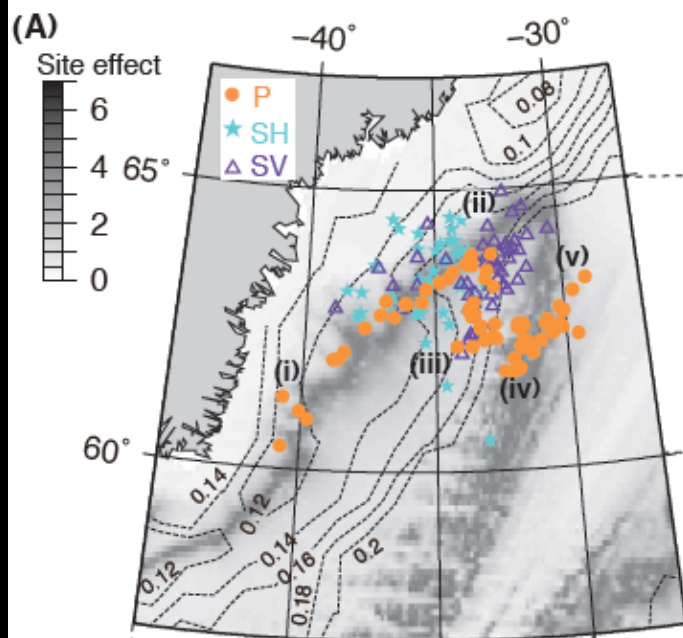 (A)
−40°
−30°
Site effect
6
4
2
0
P
SH
SV
65°
60°
0.08
0.1
(ii)
(v)
(i)
(iii)
(iv)
0.14
0.12
0.12
0.14
0.16
0.18
0.2